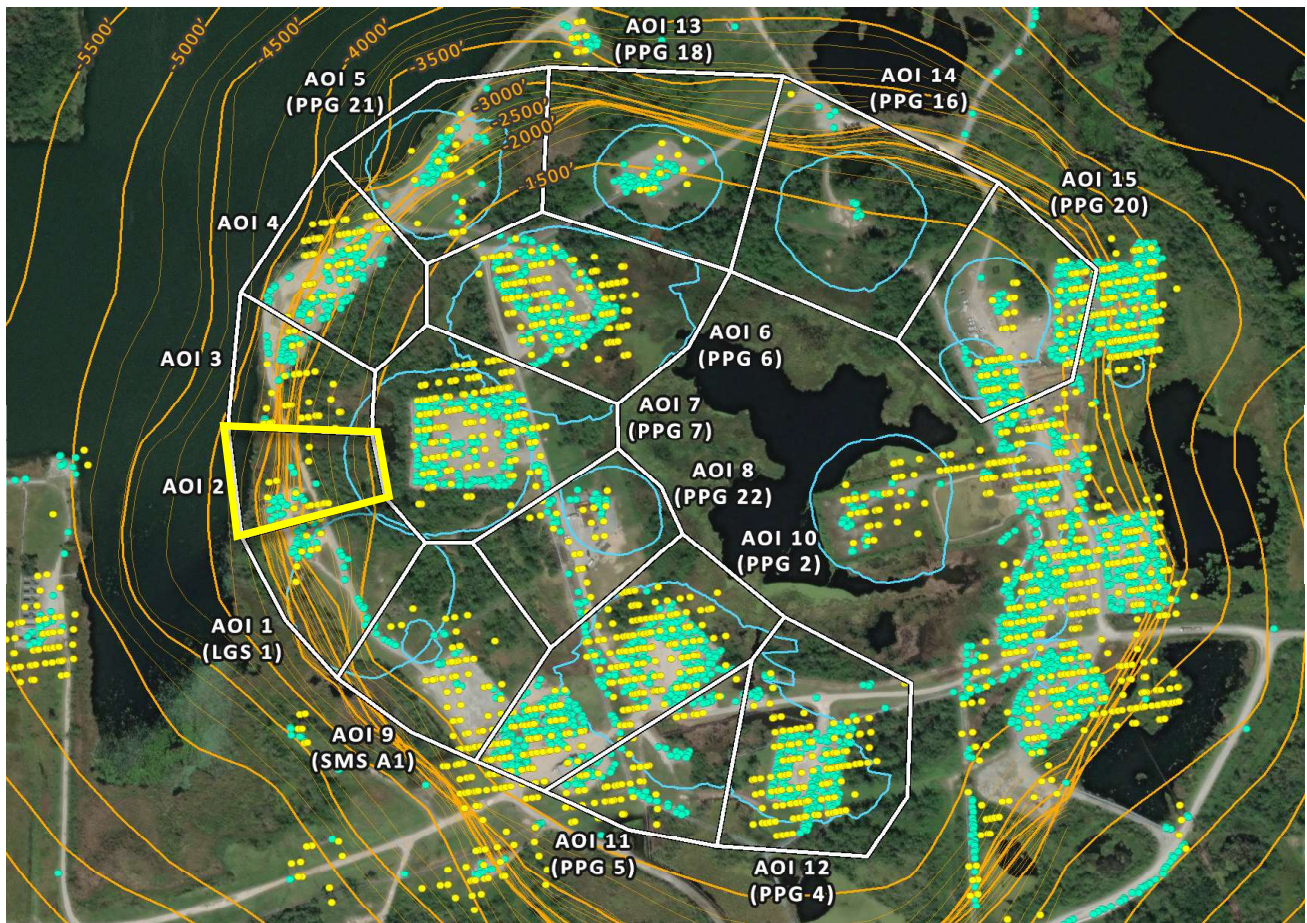 -5500'
-5000'
-4500'
-4000'
-3500'
-3000'
-2500'
-2000'
-1500'
AOI 13
(PPG 18)
AOI 5
(PPG 21)
AOI 14
(PPG 16)
AOI 15
(PPG 20)
AOI 4
AOI 3
AOI 6
(PPG 6)
AOI 7
(PPG 7)
AOI 2
AOI 8
(PPG 22)
AOI 10
(PPG 2)
AOI 1
(LGS 1)
AOI 9
(SMS A1)
AOI 11
(PPG 5)
AOI 12
(PPG 4)